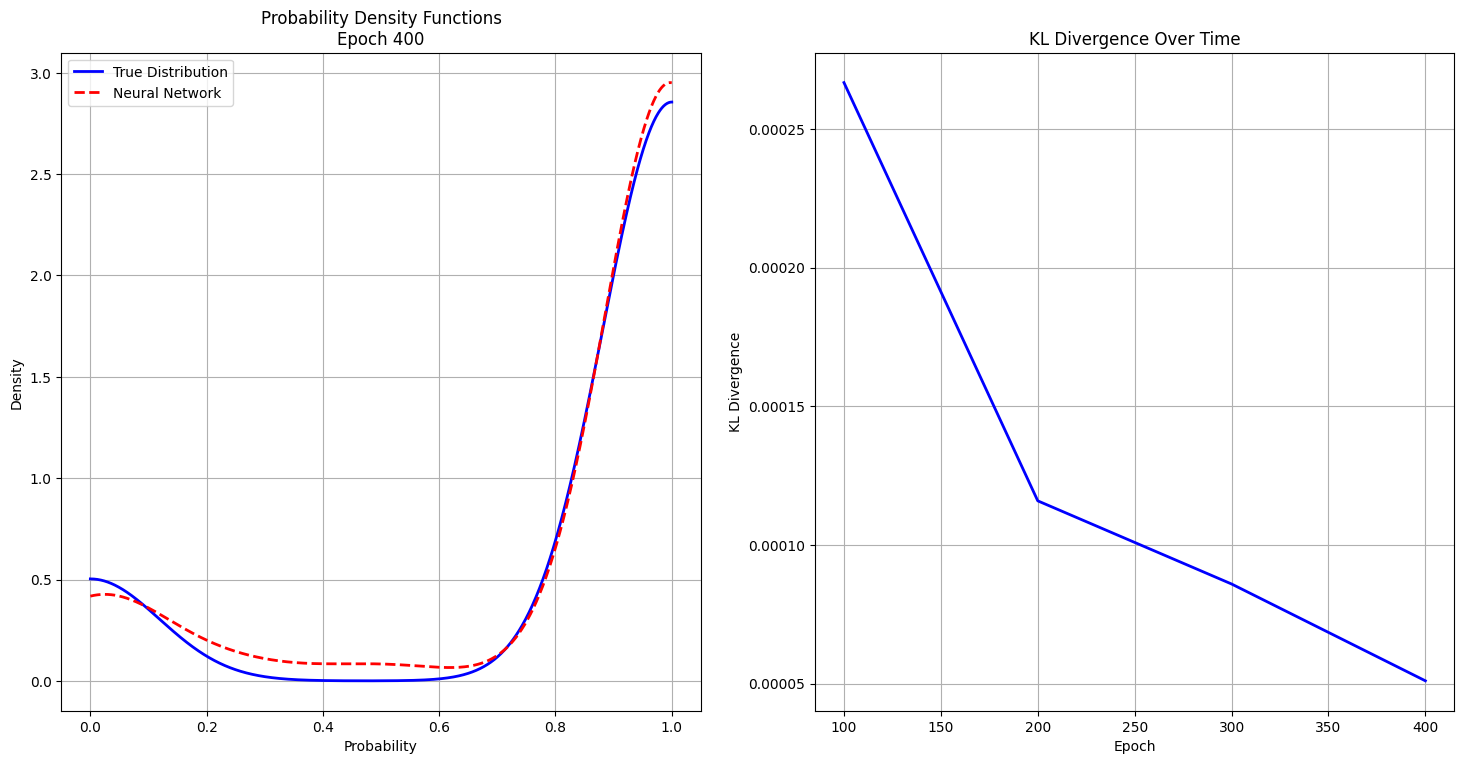 Probability Density Functions
Epoch 400
True Distribution
Neural Network
3.0
2.5
2.0
1.5
1.0
0.5
0.0
Density
0.0 0.2 0.4 0.6 0.8 1.0
Probability
KL Divergence Over Time
0.00025
0.00020
0.00015
0.00010
0.00005
KL Divergence
100 150 200 250 300 350 400
Epoch